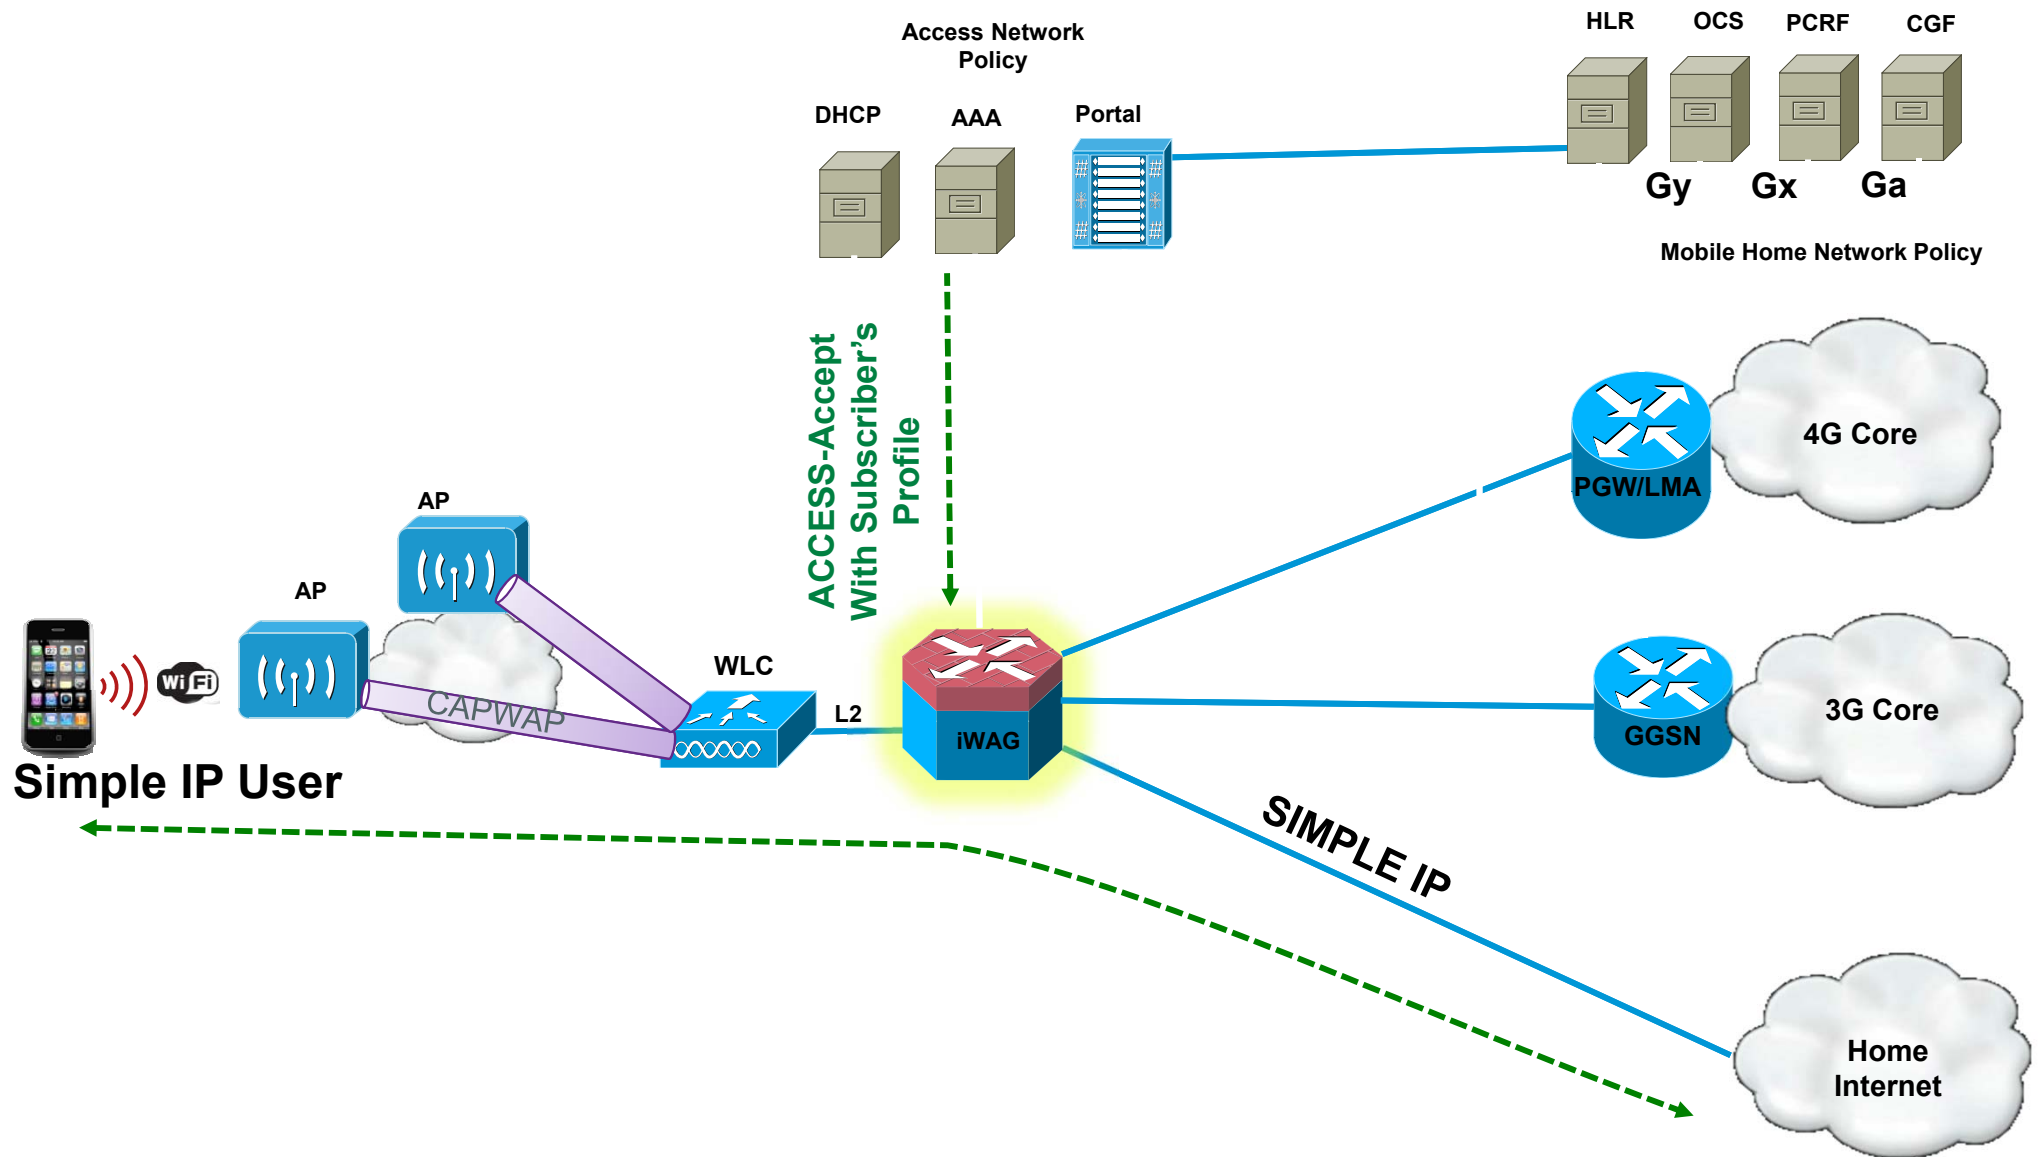 Access Network
Policy
DHCP
AAA
Portal
HLR
OCS
PCRF
CGF
Gy
Gx
Ga
Mobile Home Network Policy
ACCESS-Accept
With Subscriber's
Profile
4G Core
PGW/LMA
AP
AP
Wi Fi
CAPWAP
WLC
L2
iWAG
GGSN
3G Core
Simple IP User
SIMPLE IP
Home
Internet